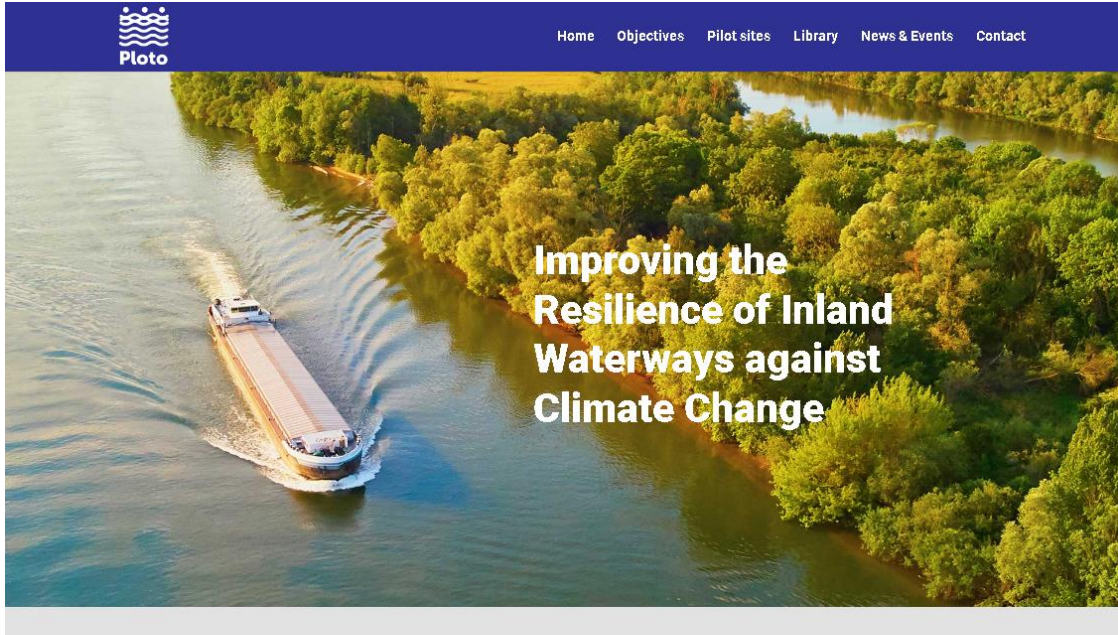 Ploto
Home Objectives Pilot sites Library News & Events Contact
Improving the
Resilience of Inland
Waterways against
Climate Change